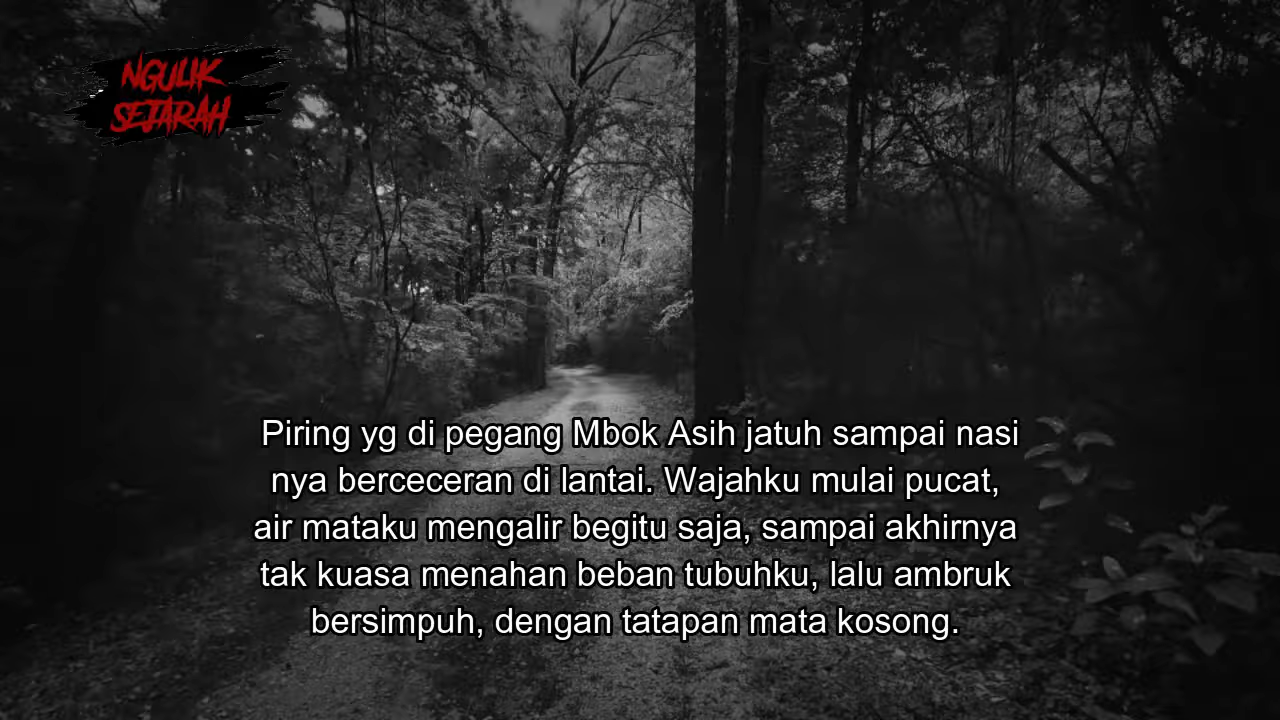 NGULIK
SEJARAH
Piring yg di pegang Mbok Asih jatuh sampai nasi
nya berceceran di lantai. Wajahku mulai pucat,
air mataku mengalir begitu saja, sampai akhirnya
tak kuasa menahan beban tubuhku, lalu ambruk
bersimpuh, dengan tatapan mata kosong.